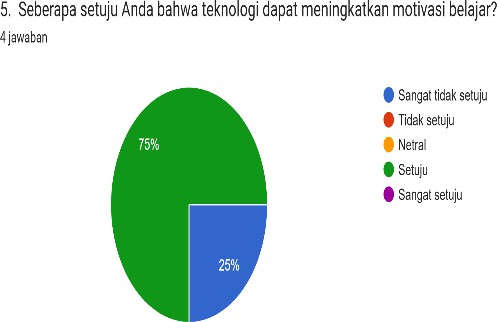 5. Seberapa setuju Anda bahwa teknologi dapat meningkatkan motivasi belajar?
4 jawaban
Sangat tidak setuju
Tidak setuju
Netral
Setuju
Sangat setuju
75%
25%